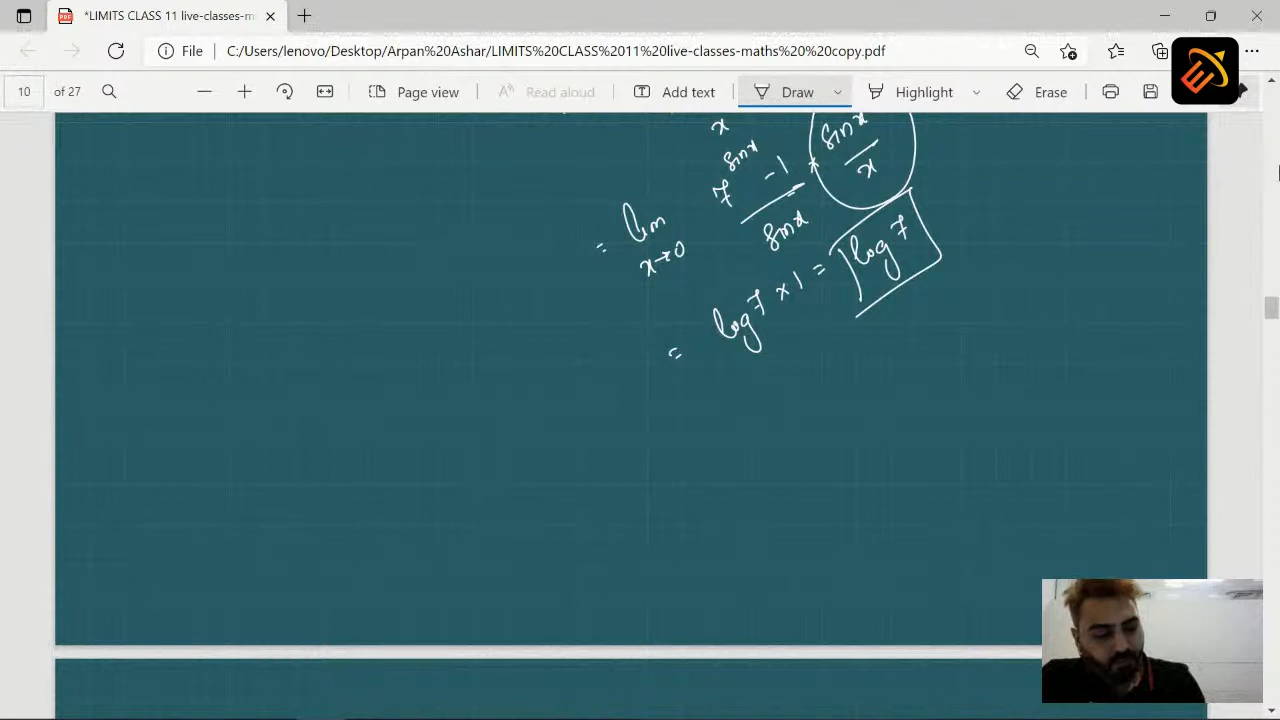 *LIMITS CLASS 11 live-classes-m
File C:/Users/lenovo/Desktop/Arpan%20Ashar/LIMITS%20CLASS%2011%20live-classes-maths%20%20copy.pdf
10 of 27 Page view Read aloud Draw Highlight Erase Add text
x
= lim x→0 7^sinx - 1 / sinx * sinx / x
= log 7 × 1 = log 7